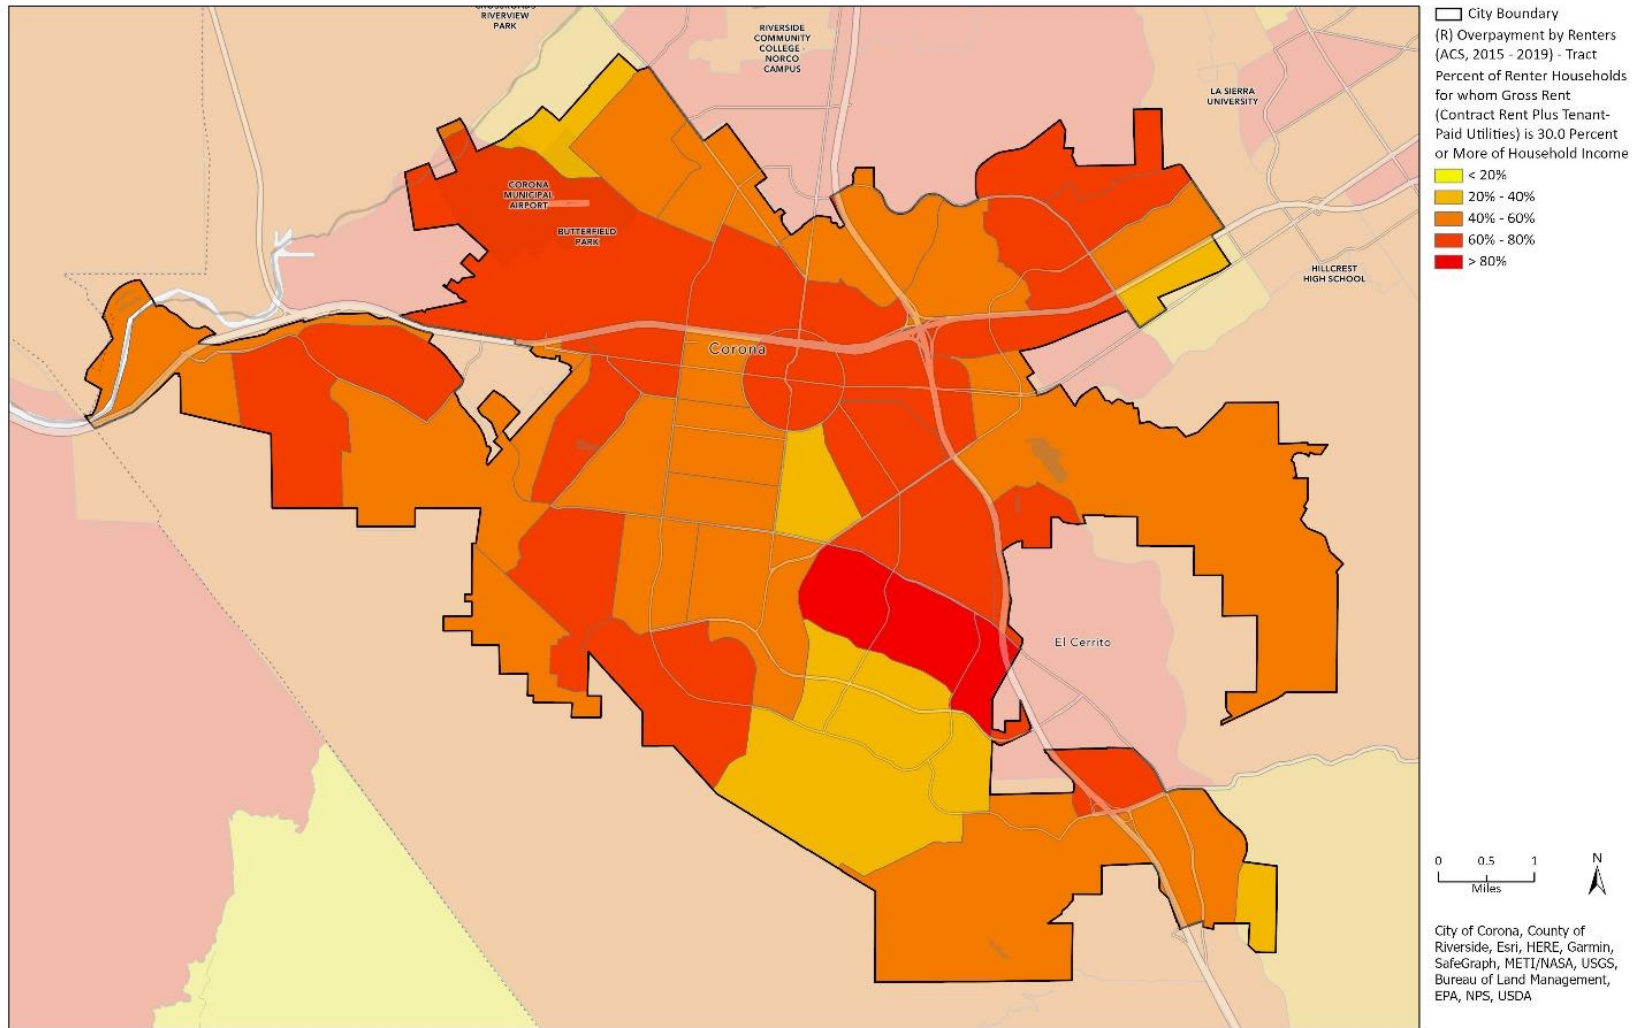 CROSSROADS
RIVERVIEW
PARK
RIVERSIDE
COMMUNITY
COLLEGE -
NORCO
CAMPUS
LA SIERRA
UNIVERSITY
CORONA
MUNICIPAL
AIRPORT
BUTTERFIELD
PARK
HILLCREST
HIGH SCHOOL
Corona
El Cerrito
City Boundary
(R) Overpayment by Renters
(ACS, 2015 - 2019) - Tract
Percent of Renter Households
for whom Gross Rent
(Contract Rent Plus Tenant-
Paid Utilities) is 30.0 Percent
or More of Household Income
< 20%
20% - 40%
40% - 60%
60% - 80%
> 80%
0 0.5 1
Miles
N
City of Corona, County of
Riverside, Esri, HERE, Garmin,
SafeGraph, METI/NASA, USGS,
Bureau of Land Management,
EPA, NPS, USDA